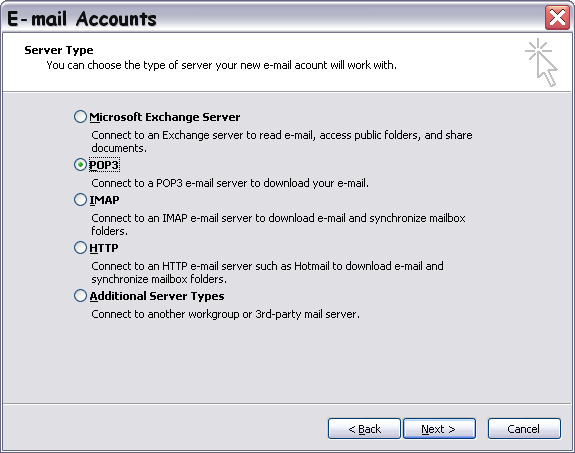 E-mail Accounts
Server Type
You can choose the type of server your new e-mail acount will work with.
Microsoft Exchange Server
Connect to an Exchange server to read e-mail, access public folders, and share
documents.
POP3
Connect to a POP3 e-mail server to download your e-mail.
IMAP
Connect to an IMAP e-mail server to download e-mail and synchronize mailbox
folders.
HTTP
Connect to an HTTP e-mail server such as Hotmail to download e-mail and
synchronize mailbox folders.
Additional Server Types
Connect to another workgroup or 3rd-party mail server.
< Back Next > Cancel